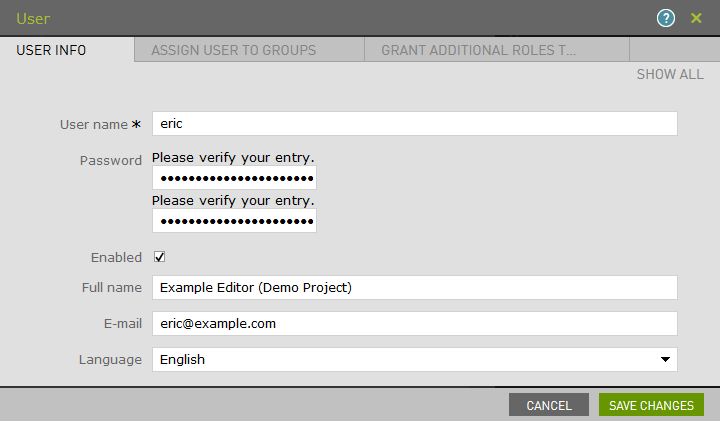 User
?
USER INFO
ASSIGN USER TO GROUPS
GRANT ADDITIONAL ROLES T...
SHOW ALL
User name *
eric
Password
Please verify your entry.
••••••••••••••••••••••
Please verify your entry.
••••••••••••••••••••••
Enabled
Full name
Example Editor (Demo Project)
E-mail
eric@example.com
Language
English
CANCEL
SAVE CHANGES